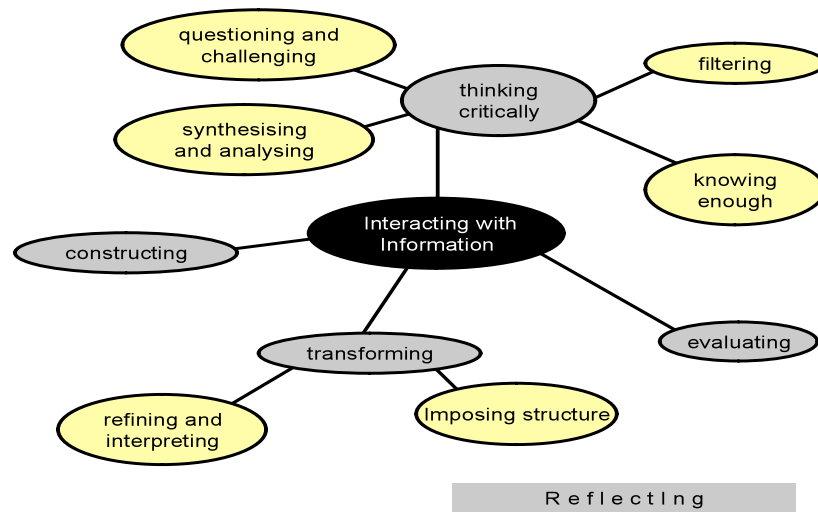 questioning and
challenging
thinking
critically
filtering
synthesising
and analysing
knowing
enough
Interacting with
Information
constructing
evaluating
transforming
refining and
interpreting
Imposing structure
ReflectIng